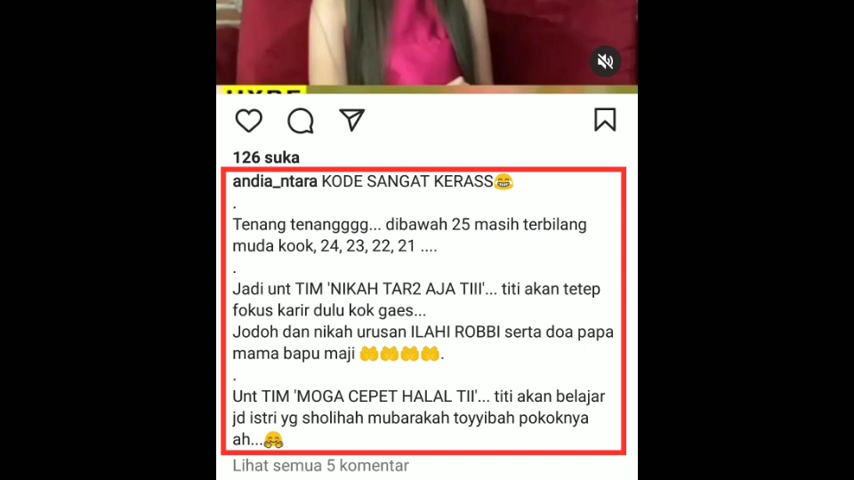 126 suka
andia_ntara KODE SANGAT KERASS😂
.
Tenang tenangggg... dibawah 25 masih terbilang
muda kook, 24, 23, 22, 21 ....
.
Jadi unt TIM 'NIKAH TAR2 AJA TIII'... titi akan tetep
fokus karir dulu kok gaes...
Jodoh dan nikah urusan ILAHI ROBBI serta doa papa
mama bapu maji 🤲🤲🤲🤲.
.
Unt TIM 'MOGA CEPET HALAL TII'... titi akan belajar
jd istri yg sholihah mubarakah toyyibah pokoknya
ah...🤗
Lihat semua 5 komentar